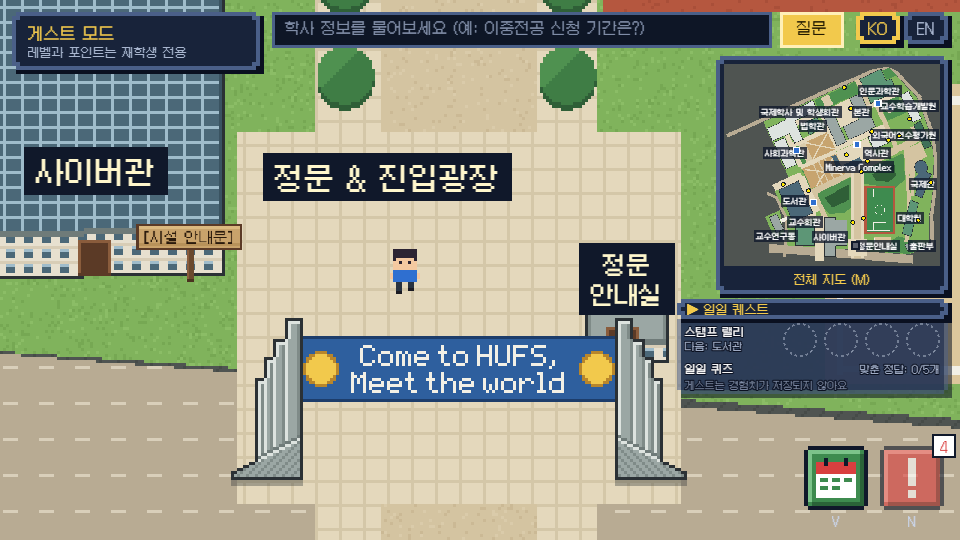 게스트 모드
레벨과 포인트는 재학생 전용
학사 정보를 물어보세요 (예: 이중전공 신청 기간은?)
질문
KO
EN
사이버관
[시설 안내문]
정문 & 진입광장
정문
안내실
Come to HUFS,
Meet the world
인문과학관
교수학습개발원
국제학사 및 학생회관
본관
법학관
외국어연수평가원
사회과학관
역사관
Minerva Complex
국제관
도서관
대학원
교수회관
교수연구동
사이버관
정문안내실
출판부
전체 지도 (M)
▶ 일일 퀘스트
스탬프 랠리
다음: 도서관
일일 퀴즈
맞춘 정답: 0/5개
게스트는 경험치가 저장되지 않아요
4
V
N